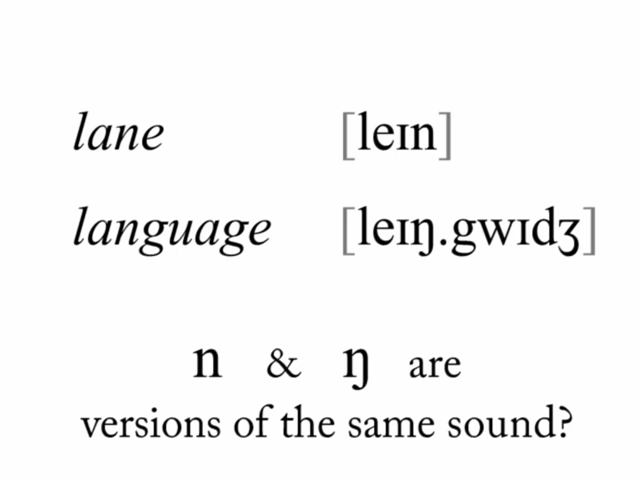 lane [leɪn]
language [leɪŋ.gwɪdʒ]
n & ŋ are
versions of the same sound?